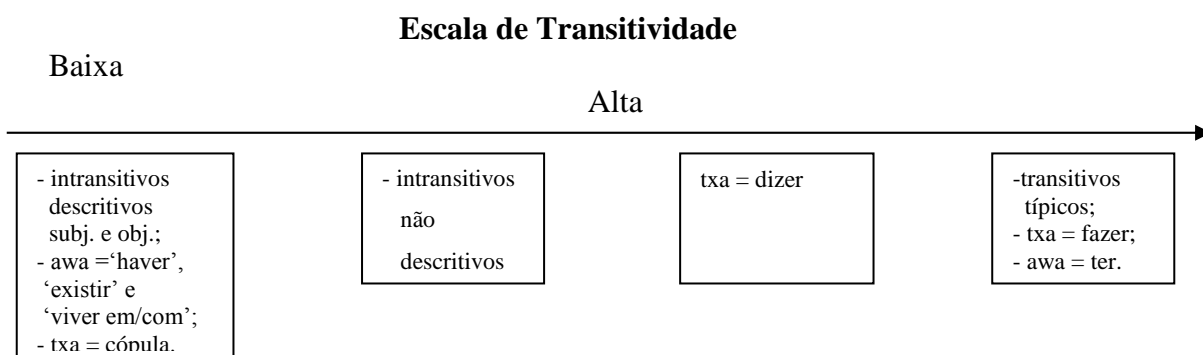 Escala de Transitividade
Baixa
Alta
- intransitivos
descritivos
subj. e obj.;
- awa =‘haver’,
‘existir’ e
‘viver em/com’;
- txa = cópula.
- intransitivos
não
descritivos
txa = dizer
-transitivos
típicos;
- txa = fazer;
- awa = ter.